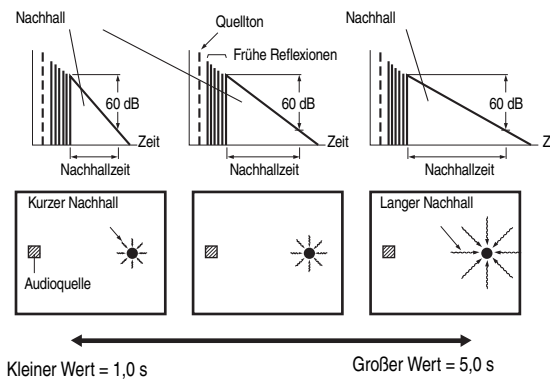 Nachhall
Quellton
Frühe Reflexionen
Nachhall
60 dB
Zeit
Nachhallzeit
60 dB
Zeit
Nachhallzeit
60 dB
Z
Nachhallzeit
Kurzer Nachhall
Audioquelle
Langer Nachhall
Kleiner Wert = 1,0 s
Großer Wert = 5,0 s